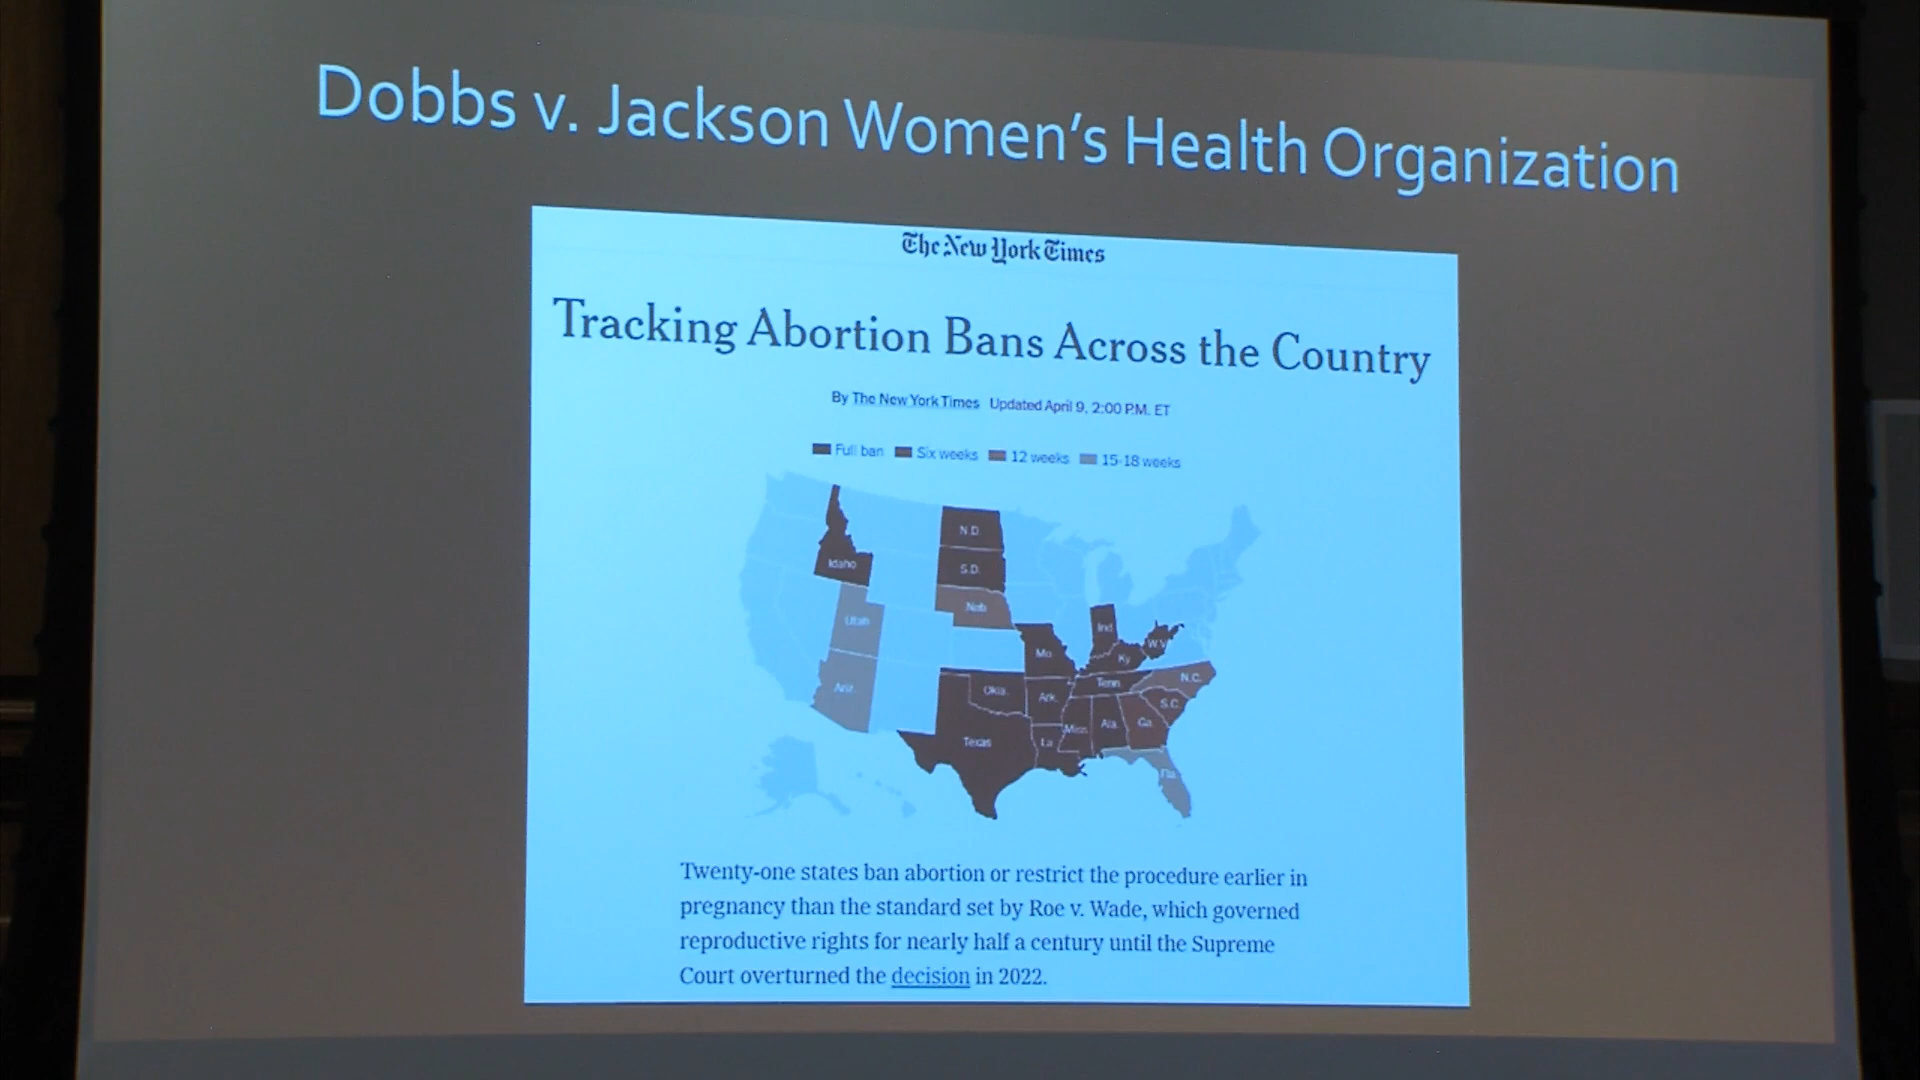 Dobbs v. Jackson Women's Health Organization
The New York Times
Tracking Abortion Bans Across the Country
By The New York Times Updated April 9, 2:00 P.M. ET
Full ban Six weeks 12 weeks 15-18 weeks
N.D.
Idaho
S.D.
Neb.
Utah
Ind.
Mo.
Ky.
W.V.
Ariz.
Okla.
Ark.
Tenn.
N.C.
S.C.
Texas
La.
Miss.
Ala.
Ga.
Fla.
Twenty-one states ban abortion or restrict the procedure earlier in
pregnancy than the standard set by Roe v. Wade, which governed
reproductive rights for nearly half a century until the Supreme
Court overturned the decision in 2022.